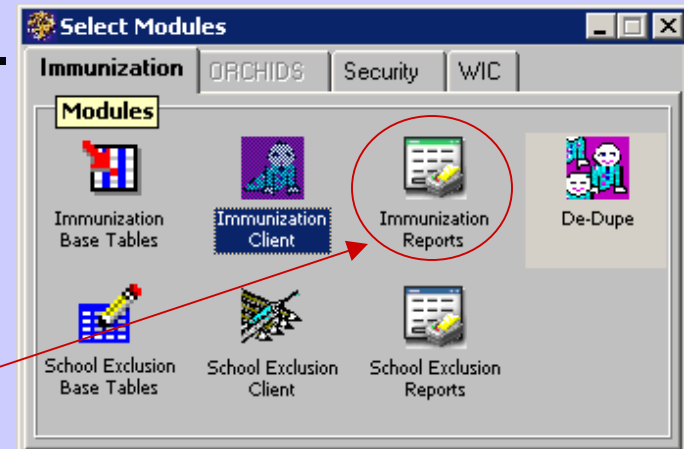 Select Modules
Immunization ORCHIDS Security WIC
Modules
Immunization
Base Tables
Immunization
Client
Immunization
Reports
De-Dupe
School Exclusion
Base Tables
School Exclusion
Client
School Exclusion
Reports